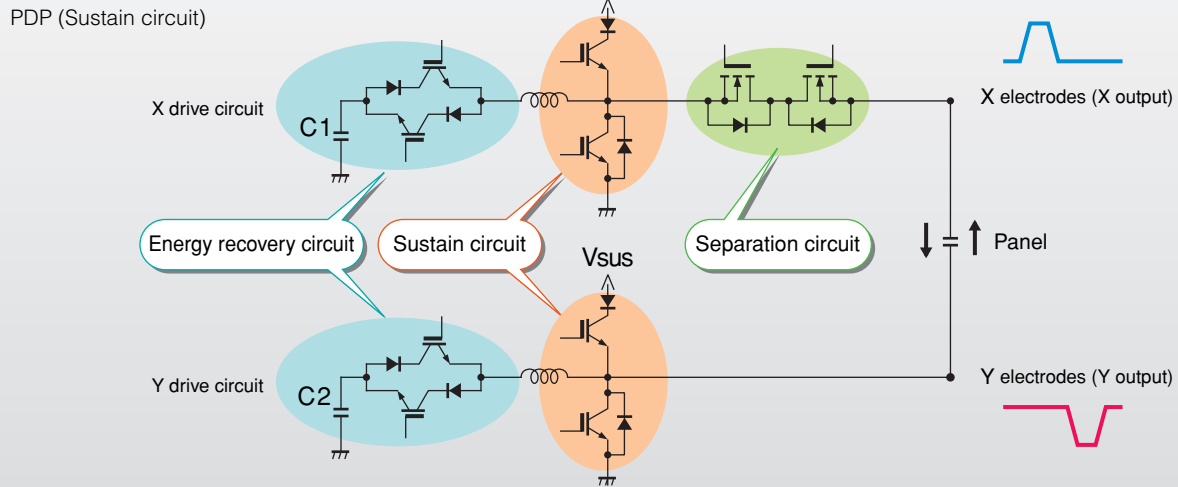 PDP (Sustain circuit)
X drive circuit
C1
X electrodes (X output)
Energy recovery circuit
Sustain circuit
Separation circuit
Panel
Vsus
Y drive circuit
C2
Y electrodes (Y output)